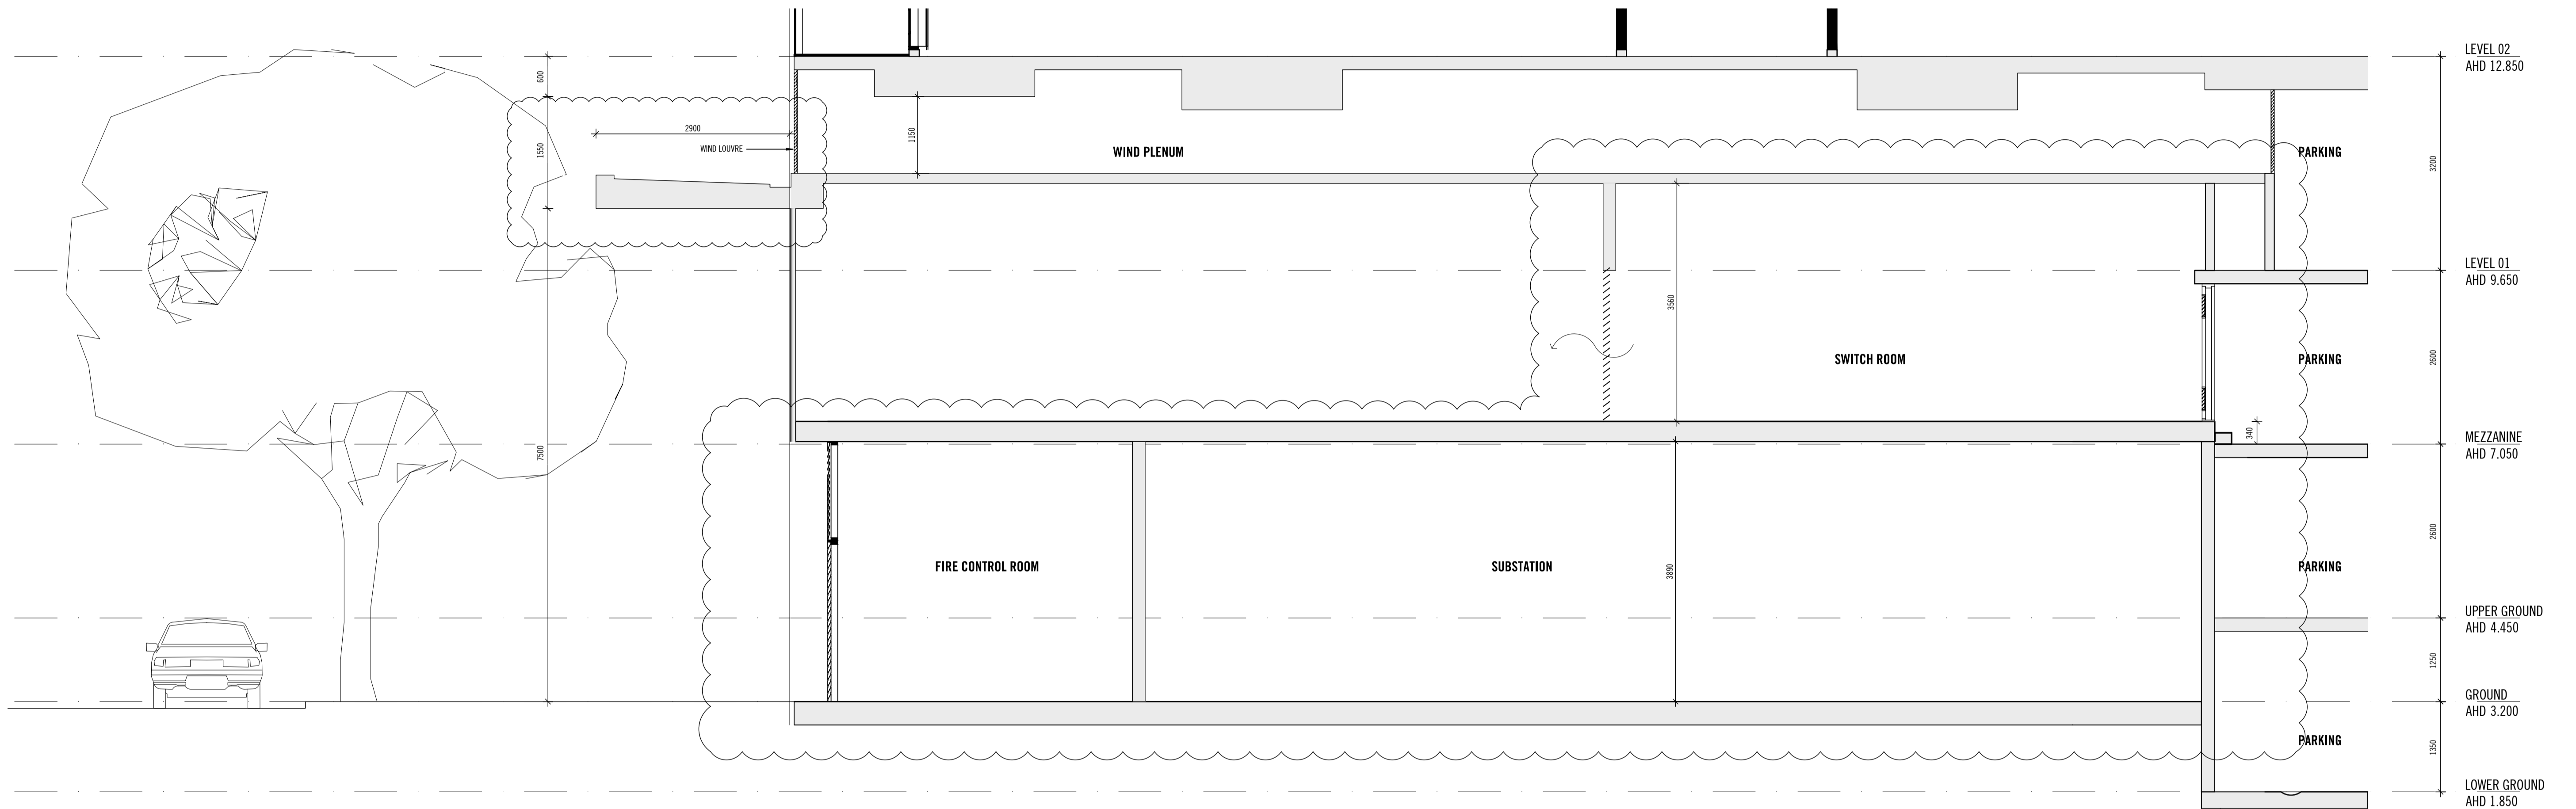 LEVEL 02
AHD 12.850
600
2900
1550
WIND LOUVRE
1150
WIND PLENUM
PARKING
3200
LEVEL 01
AHD 9.650
3560
SWITCH ROOM
PARKING
2600
340
MEZZANINE
AHD 7.050
7500
FIRE CONTROL ROOM
SUBSTATION
3890
PARKING
2600
UPPER GROUND
AHD 4.450
1250
GROUND
AHD 3.200
PARKING
1350
LOWER GROUND
AHD 1.850